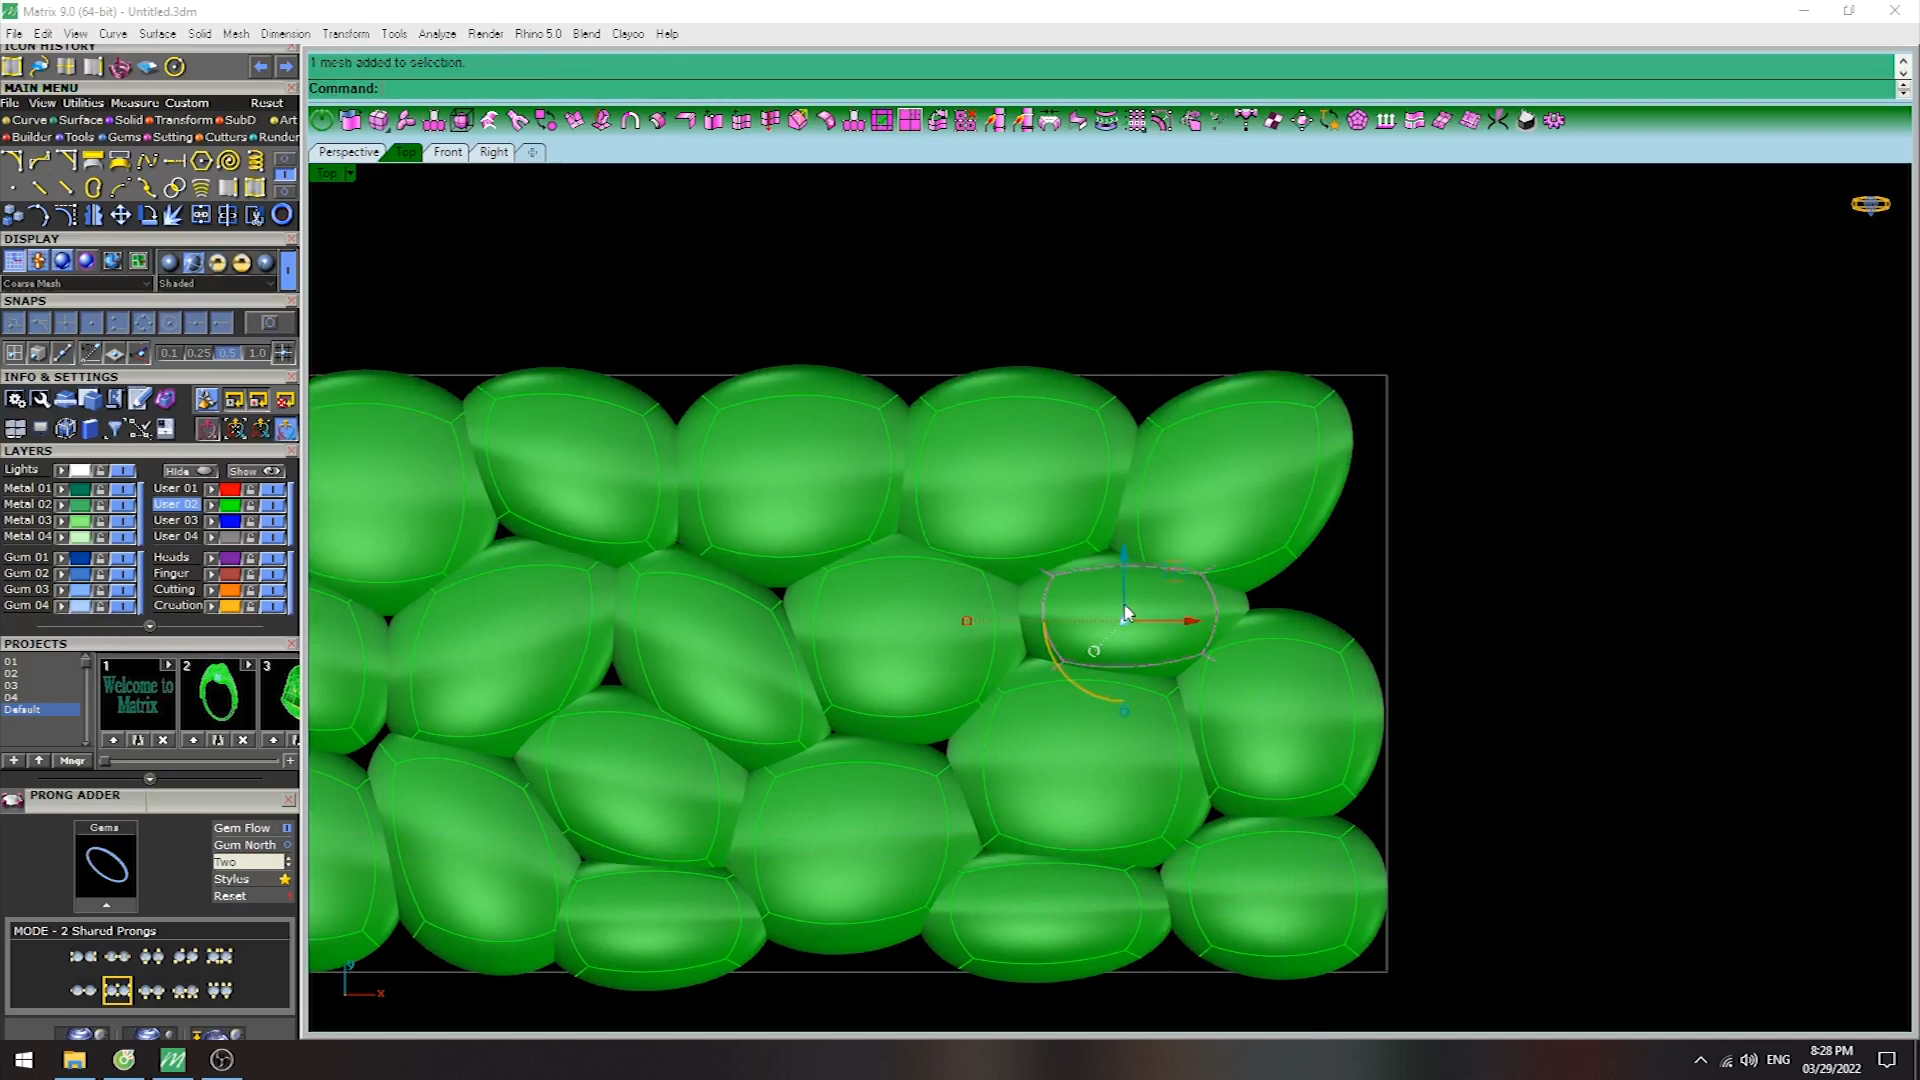 Matrix 9.0 (64-bit) - Untitled.3dm
File Edit View Curve Surface Solid Mesh Dimension Transform Tools Analyze Render Rhino 5.0 Blend Clayoo Help
ICON HISTORY
1 mesh added to selection.
MAIN MENU
Command:
File View Utilities Measure Custom Reset
Curve Surface Solid Transform SubD Art
Builder Tools Gems Setting Cutters Render
Perspective Top Front Right
Top
DISPLAY
Coarse Mesh Shaded
SNAPS
0.1 0.25 0.5 1.0
INFO & SETTINGS
LAYERS
Lights Hide Show
Metal 01 User 01
Metal 02 User 02
Metal 03 User 03
Metal 04 User 04
Gem 01 Heads
Gem 02 Finger
Gem 03 Cutting
Gem 04 Creation
PROJECTS
01
02
03
04
Default
1 2 3
Welcome to
Matrix
Mngr
PRONG ADDER
Gems
Gem Flow
Gem North
Two
Styles
Reset
MODE - 2 Shared Prongs
y
x
ENG
8:28 PM
03/29/2022